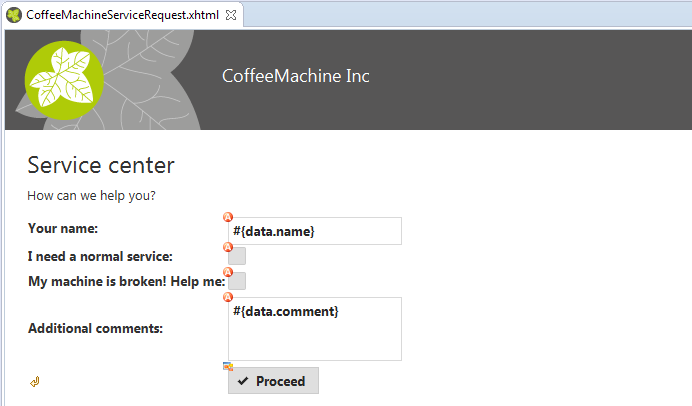 CoffeeMachineServiceRequest.xhtml
CoffeeMachine Inc
Service center
How can we help you?
Your name: #{data.name}
I need a normal service:
My machine is broken! Help me:
Additional comments: #{data.comment}
Proceed